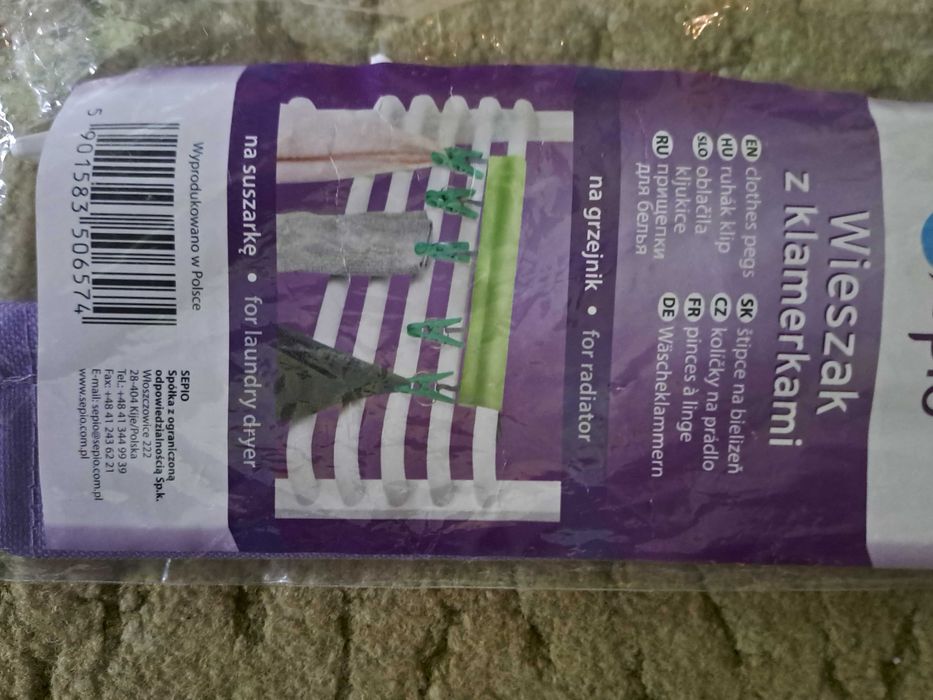 Wieszak
z klamerkami
EN clothes pegs
HU ruhák klip
SLO oblačila
kljukice
RU прищепки
для белья
SK štipce na bielizeň
CZ kolíčky na prádlo
FR pinces à linge
DE Wäscheklammern
na grzejnik • for radiator
na suszarkę • for laundry dryer
Wyprodukowano w Polsce
5 901583 506574
SEPIO
Spółka z ograniczoną
odpowiedzialnością Sp.k.
Włoszczowice 222
28-404 Kije/Polska
Tel.: +48 41 344 99 39
Fax: +48 41 243 62 21
E-mail: sepio@sepio.com.pl
www.sepio.com.pl